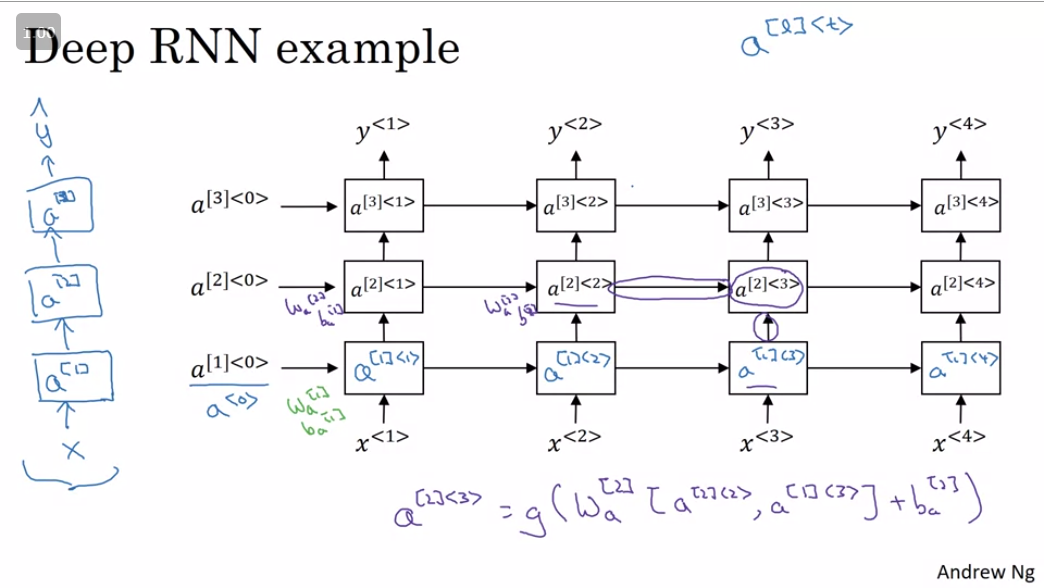 1.00
Deep RNN example
a^[l]<t>
ŷ
y^<1> y^<2> y^<3> y^<4>
a^[3]
a^[3]<0> a^[3]<1> a^[3]<2> a^[3]<3> a^[3]<4>
a^[2]
a^[2]<0> a^[2]<1> a^[2]<2> a^[2]<3> a^[2]<4>
W_a^[2] b_a^[2] W_a^[2] b_a^[2]
a^[1]
a^[1]<0> a^[1]<1> a^[1]<2> a^[1]<3> a^[1]<4>
a^<0> W_a^[1]
b_a^[1]
x x^<1> x^<2> x^<3> x^<4>
a^[2]<3> = g(W_a^[2] [a^[2]<2>, a^[1]<3>] + b_a^[2])
Andrew Ng